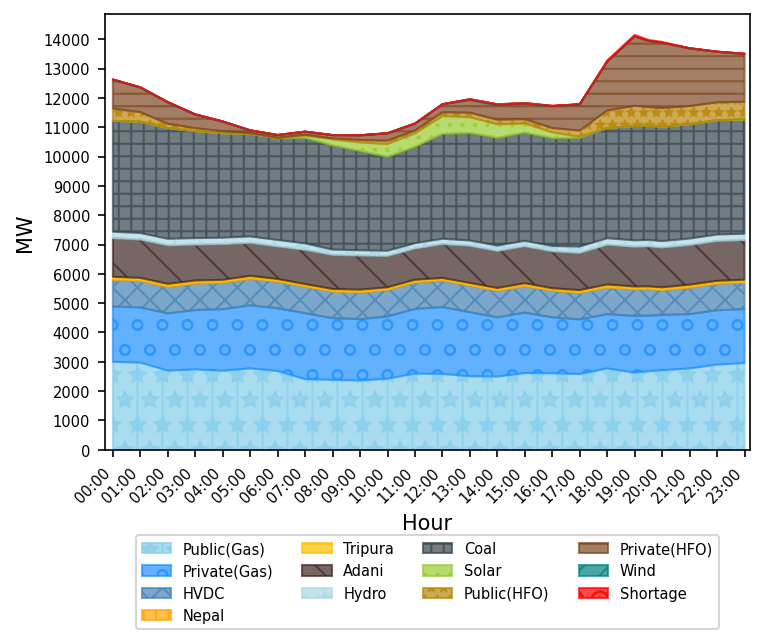 14000
13000
12000
11000
10000
9000
8000
7000
6000
5000
4000
3000
2000
1000
0
MW
00:00 01:00 02:00 03:00 04:00 05:00 06:00 07:00 08:00 09:00 10:00 11:00 12:00 13:00 14:00 15:00 16:00 17:00 18:00 19:00 20:00 21:00 22:00 23:00
Hour
Public(Gas) Tripura Coal Private(HFO)
Private(Gas) Adani Solar Wind
HVDC Hydro Public(HFO) Shortage
Nepal